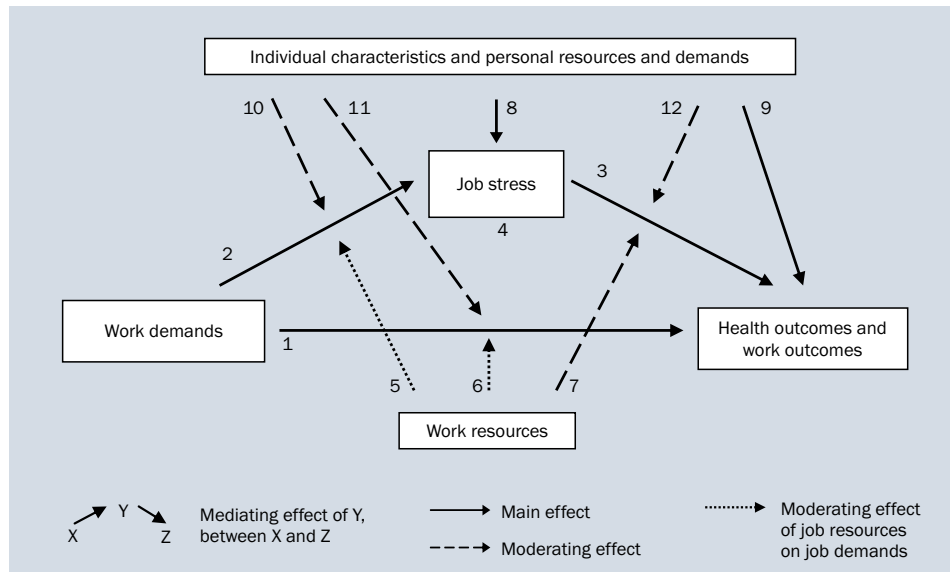 Individual characteristics and personal resources and demands
10
11
8
12
9
Job stress
3
4
2
Work demands
1
Health outcomes and
work outcomes
5
6
7
Work resources
X
Y
Z
Mediating effect of Y,
between X and Z
Main effect
Moderating effect
Moderating effect
of job resources
on job demands